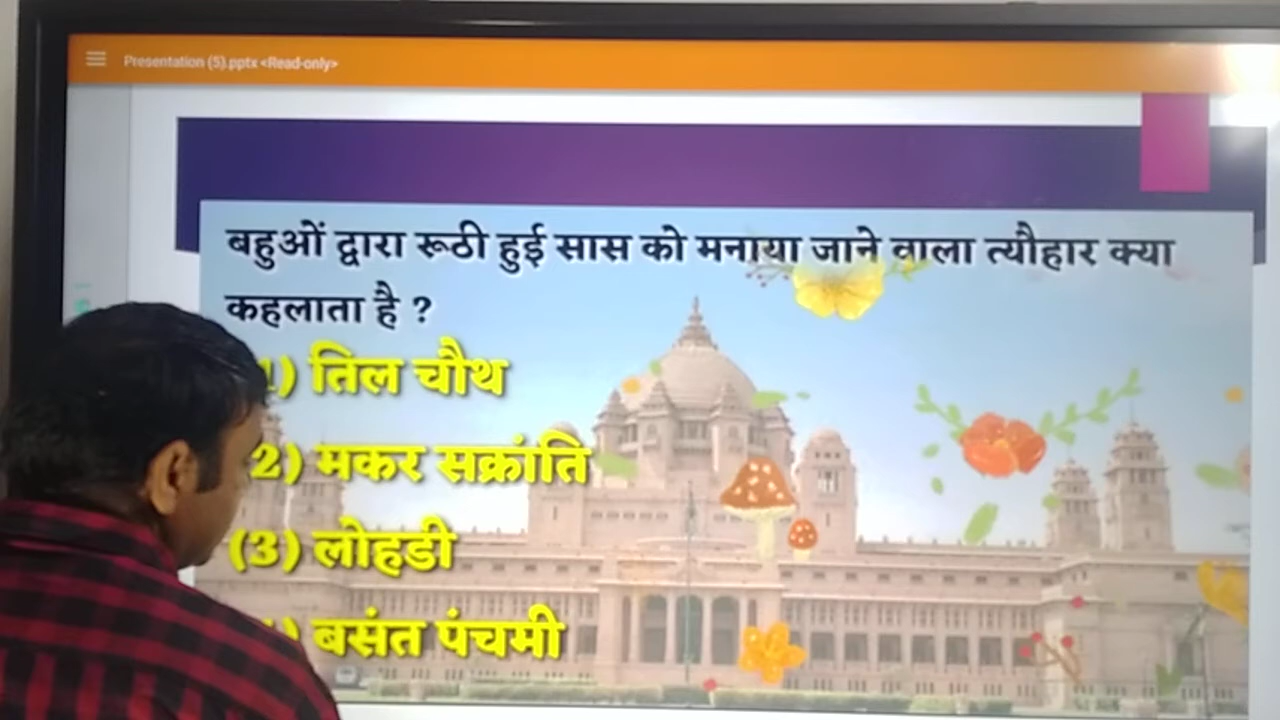 Presentation (5).pptx <Read-only>
बहुओं द्वारा रूठी हुई सास को मनाया जाने वाला त्यौहार क्या
कहलाता है ?
1) तिल चौथ
2) मकर सक्रांति
(3) लोहडी
) बसंत पंचमी